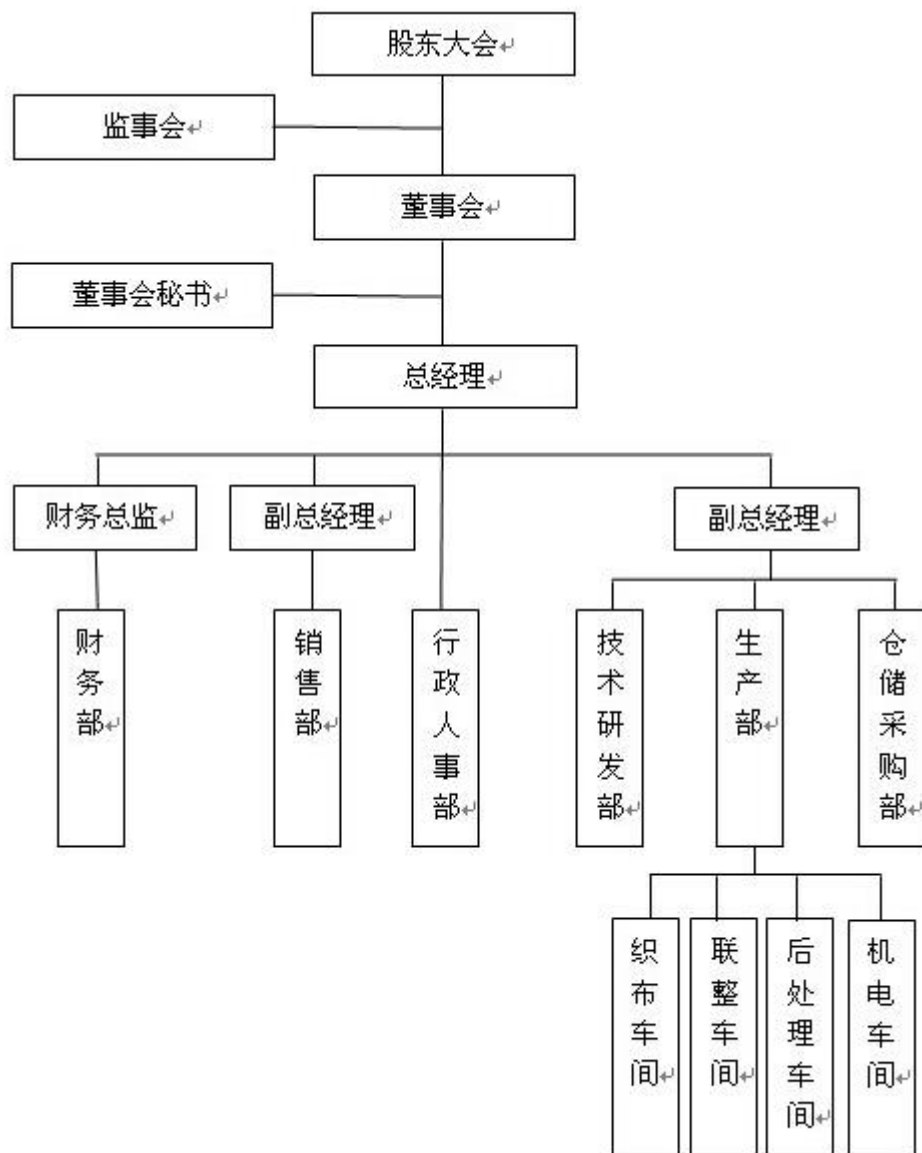 股东大会
监事会
董事会
董事会秘书
总经理
财务总监
副总经理
副总经理
财务部
销售部
行政人事部
技术研发部
生产部
仓储采购部
织布车间
联整车间
后处理车间
机电车间